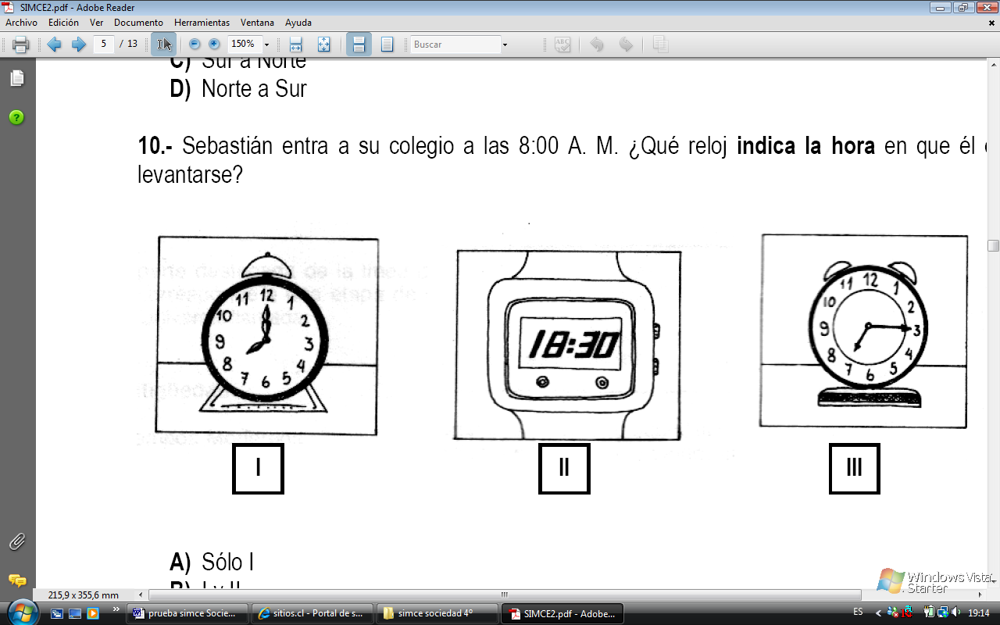 SIMCE2.pdf - Adobe Reader
Archivo Edición Ver Documento Herramientas Ventana Ayuda
5 / 13 150% Buscar
C) Sur a Norte
D) Norte a Sur
10.- Sebastián entra a su colegio a las 8:00 A. M. ¿Qué reloj indica la hora en que él
levantarse?
12 1 2 3 4 5 6 7 8 9 10 11
18:30
12 1 2 3 4 5 6 7 8 9 10 11
I II III
A) Sólo I
B) I y II
215,9 x 355,6 mm
Windows Vista
Starter
prueba simce Socie... sitios.cl - Portal de s... simce sociedad 4º SIMCE2.pdf - Adobe... ES 19:14